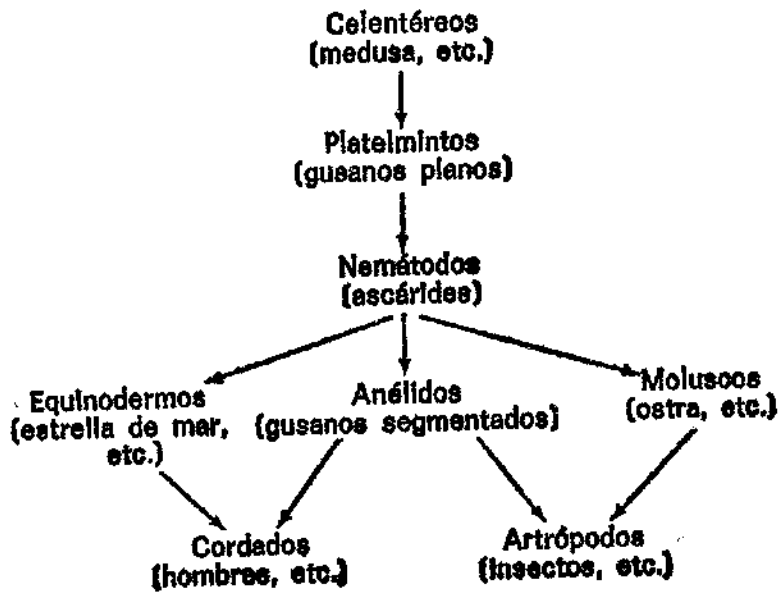 Celentéreos
(medusa, etc.)
Platelmintos
(gusanos planos)
Nemátodos
(ascárides)
Equinodermos
(estrella de mar,
etc.)
Anélidos
(gusanos segmentados)
Moluscos
(ostra, etc.)
Cordados
(hombres, etc.)
Artrópodos
(insectos, etc.)